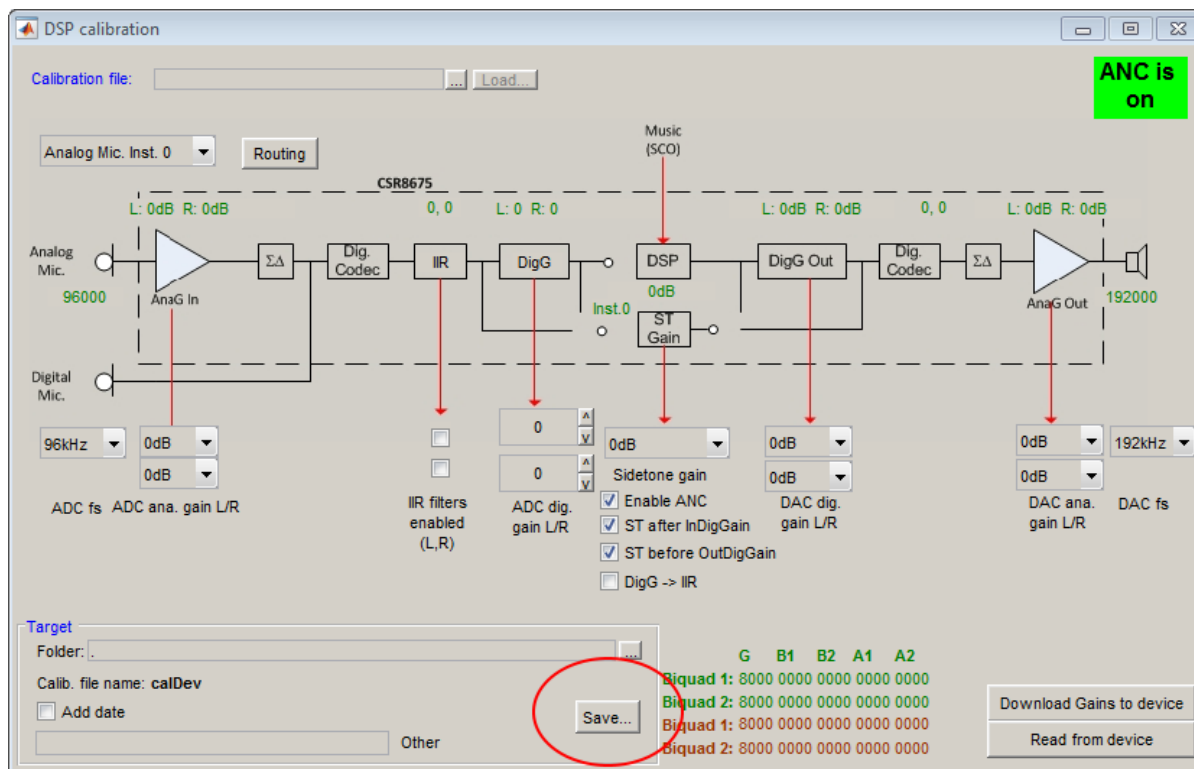 DSP calibration
Calibration file:
...
Load...
ANC is
on
Analog Mic. Inst. 0
Routing
Music
(SCO)
CSR8675
L: 0dB R: 0dB
0, 0
L: 0 R: 0
L: 0dB R: 0dB
0, 0
L: 0dB R: 0dB
Analog
Mic.
96000
AnaG In
ΣΔ
Dig.
Codec
IIR
DigG
DSP
0dB
DigG Out
Dig.
Codec
ΣΔ
AnaG Out
192000
Inst.0
ST
Gain
Digital
Mic.
96kHz
0dB
0dB
0
0
0dB
0dB
0dB
0dB
0dB
192kHz
ADC fs
ADC ana. gain L/R
IIR filters
enabled
(L,R)
ADC dig.
gain L/R
Sidetone gain
Enable ANC
ST after InDigGain
ST before OutDigGain
DigG -> IIR
DAC dig.
gain L/R
DAC ana.
gain L/R
DAC fs
Target
Folder: .
...
Calib. file name: calDev
Add date
Other
Save...
G B1 B2 A1 A2
Biquad 1: 8000 0000 0000 0000 0000
Biquad 2: 8000 0000 0000 0000 0000
Biquad 1: 8000 0000 0000 0000 0000
Biquad 2: 8000 0000 0000 0000 0000
Download Gains to device
Read from device